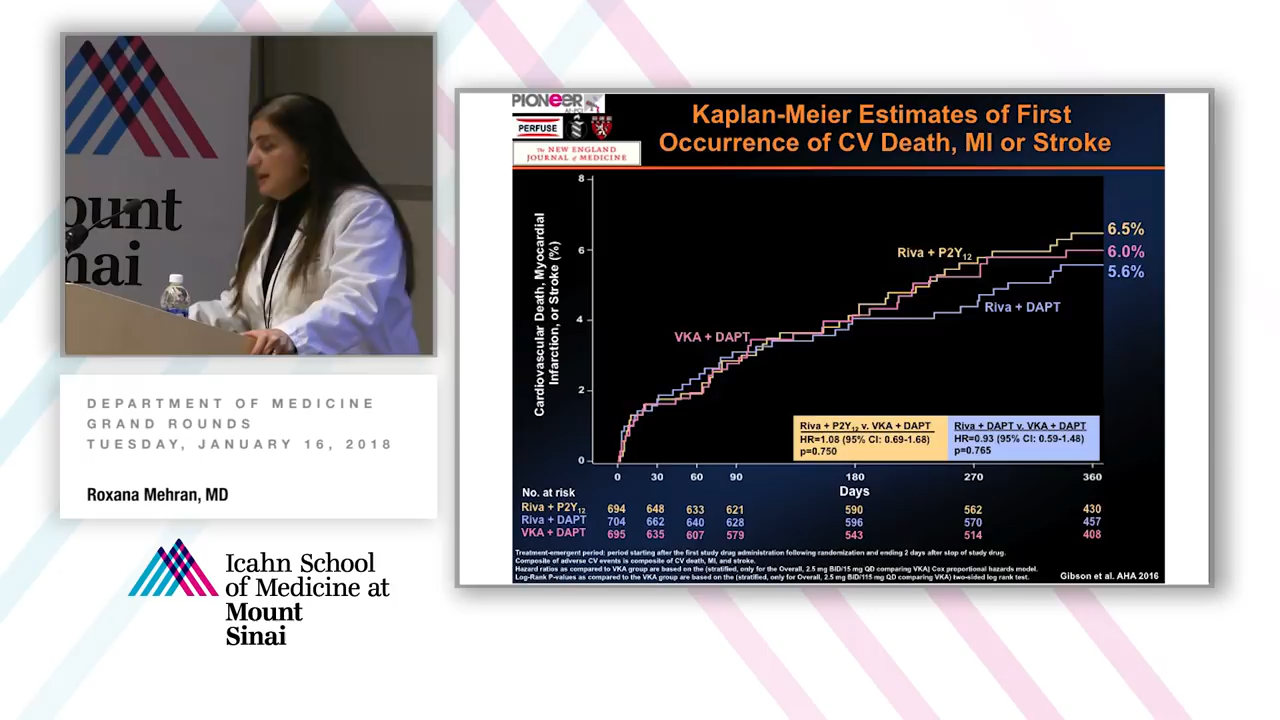 ount
nai
DEPARTMENT OF MEDICINE
GRAND ROUNDS
TUESDAY, JANUARY 16, 2018
Roxana Mehran, MD
Icahn School
of Medicine at
Mount
Sinai
PIONEER
AF-PCI
PERFUSE
The NEW ENGLAND
JOURNAL of MEDICINE
Kaplan-Meier Estimates of First
Occurrence of CV Death, MI or Stroke
Cardiovascular Death, Myocardial
Infarction, or Stroke (%)
8
6
4
2
0
Riva + P2Y12
VKA + DAPT
Riva + DAPT
6.5%
6.0%
5.6%
Riva + P2Y12 v. VKA + DAPT
HR=1.08 (95% CI: 0.69-1.68)
p=0.750
Riva + DAPT v. VKA + DAPT
HR=0.93 (95% CI: 0.59-1.48)
p=0.765
0 30 60 90 180 270 360
Days
No. at risk
Riva + P2Y12 694 648 633 621 590 562 430
Riva + DAPT 704 662 640 628 596 570 457
VKA + DAPT 695 635 607 579 543 514 408
Treatment-emergent period: period starting after the first study drug administration following randomization and ending 2 days after stop of study drug.
Composite of adverse CV events is composite of CV death, MI, and stroke.
Hazard ratios as compared to VKA group are based on the (stratified, only for the Overall, 2.5 mg BID/15 mg QD comparing VKA) Cox proportional hazards model.
Log-Rank P-values as compared to the VKA group are based on the (stratified, only for Overall, 2.5 mg BID/115 mg QD comparing VKA) two-sided log rank test.
Gibson et al. AHA 2016